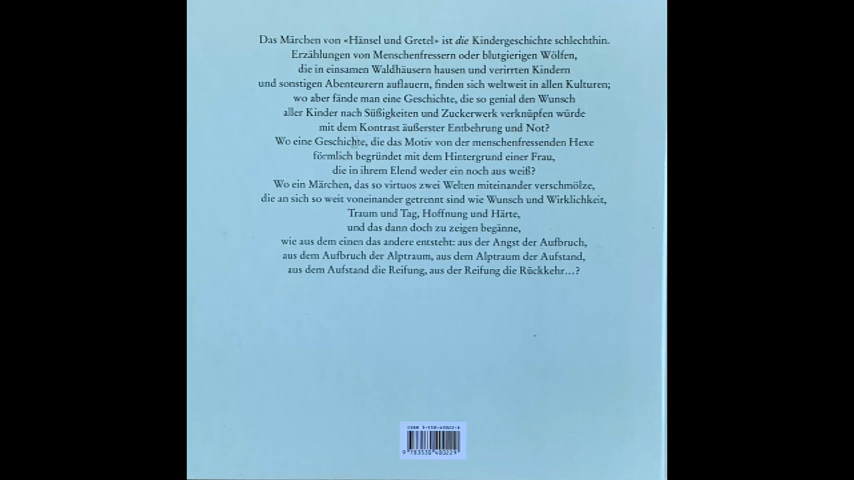 Das Märchen von «Hänsel und Gretel» ist die Kindergeschichte schlechthin.
Erzählungen von Menschenfressern oder blutgierigen Wölfen,
die in einsamen Waldhäusern hausen und verirrten Kindern
und sonstigen Abenteurern auflauern, finden sich weltweit in allen Kulturen;
wo aber fände man eine Geschichte, die so genial den Wunsch
aller Kinder nach Süßigkeiten und Zuckerwerk verknüpfen würde
mit dem Kontrast äußerster Entbehrung und Not?
Wo eine Geschichte, die das Motiv von der menschenfressenden Hexe
förmlich begründet mit dem Hintergrund einer Frau,
die in ihrem Elend weder ein noch aus weiß?
Wo ein Märchen, das so virtuos zwei Welten miteinander verschmölze,
die an sich so weit voneinander getrennt sind wie Wunsch und Wirklichkeit,
Traum und Tag, Hoffnung und Härte,
und das dann doch zu zeigen begänne,
wie aus dem einen das andere entsteht: aus der Angst der Aufbruch,
aus dem Aufbruch der Alptraum, aus dem Alptraum der Aufstand,
aus dem Aufstand die Reifung, aus der Reifung die Rückkehr...?
ISBN 3-530-40022-8
9 783530 400229